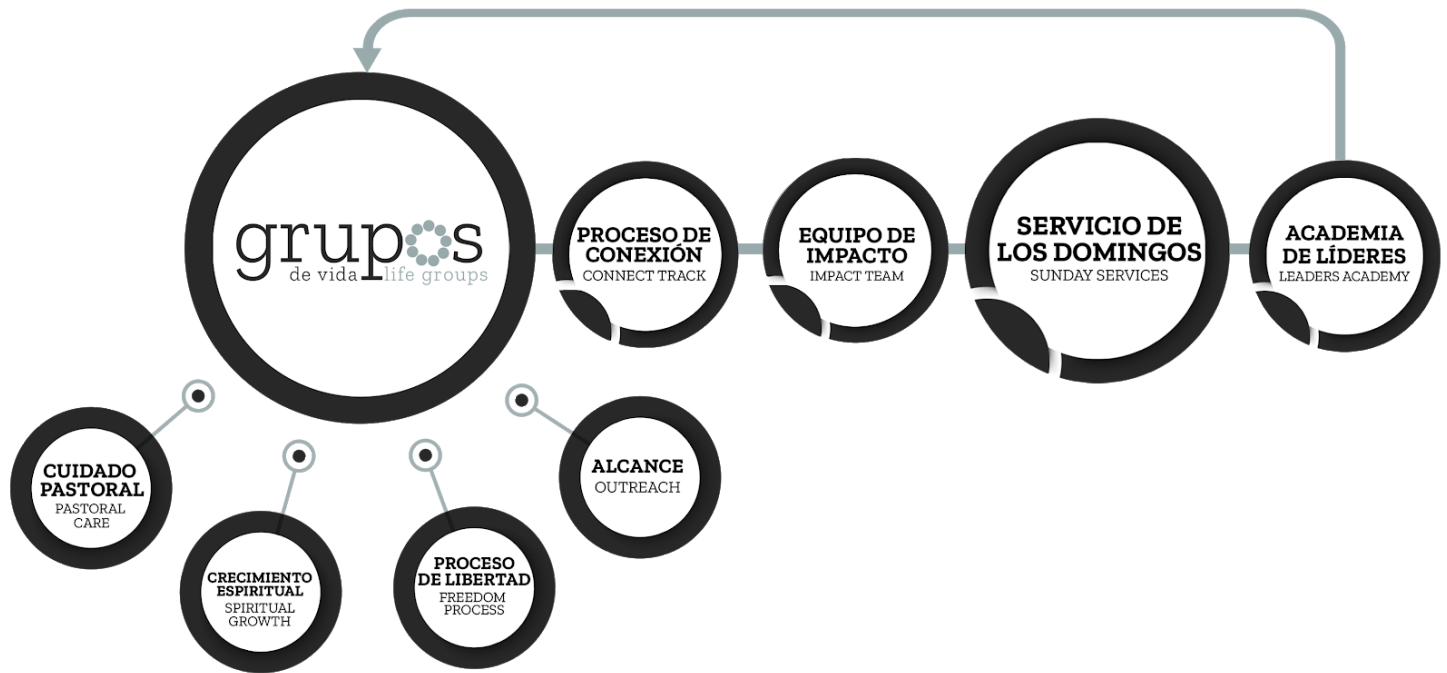 grupos
de vida life groups
PROCESO DE
CONEXIÓN
CONNECT TRACK
EQUIPO DE
IMPACTO
IMPACT TEAM
SERVICIO DE
LOS DOMINGOS
SUNDAY SERVICES
ACADEMIA
DE LÍDERES
LEADERS ACADEMY
CUIDADO
PASTORAL
PASTORAL
CARE
CRECIMIENTO
ESPIRITUAL
SPIRITUAL
GROWTH
PROCESO
DE LIBERTAD
FREEDOM
PROCESS
ALCANCE
OUTREACH